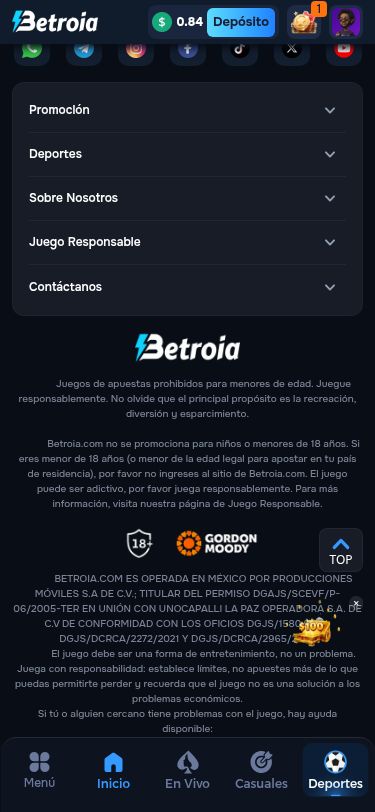 Betroia
$ 0.84 Depósito
1
Promoción
Deportes
Sobre Nosotros
Juego Responsable
Contáctanos
Betroia
Juegos de apuestas prohibidos para menores de edad. Juegue
responsablemente. No olvide que el principal propósito es la recreación,
diversión y esparcimiento.
Betroia.com no se promociona para niños o menores de 18 años. Si
eres menor de 18 años (o menor de la edad legal para apostar en tu país
de residencia), por favor no ingreses al sitio de Betroia.com. El juego
puede ser adictivo, por favor juega responsablemente. Para más
información, visita nuestra página de Juego Responsable.
18+
GORDON
MOODY
TOP
BETROIA.COM ES OPERADA EN MÉXICO POR PRODUCCIONES
MÓVILES S.A DE C.V.; TITULAR DEL PERMISO DGAJS/SCEVF/P-
06/2005-TER EN UNIÓN CON UNOCAPALLI LA PAZ OPERADORA S.A. DE
C.V DE CONFORMIDAD CON LOS OFICIOS DGJS/1580
DGJS/DCRCA/2272/2021 Y DGJS/DCRCA/2965/2
x
$100
El juego debe ser una forma de entretenimiento, no un problema.
Juega con responsabilidad: establece límites, no apuestes más de lo que
puedas permitirte perder y recuerda que el juego no es una solución a los
problemas económicos.
Si tú o alguien cercano tiene problemas con el juego, hay ayuda
disponible:
Menú
Inicio
En Vivo
Casuales
Deportes